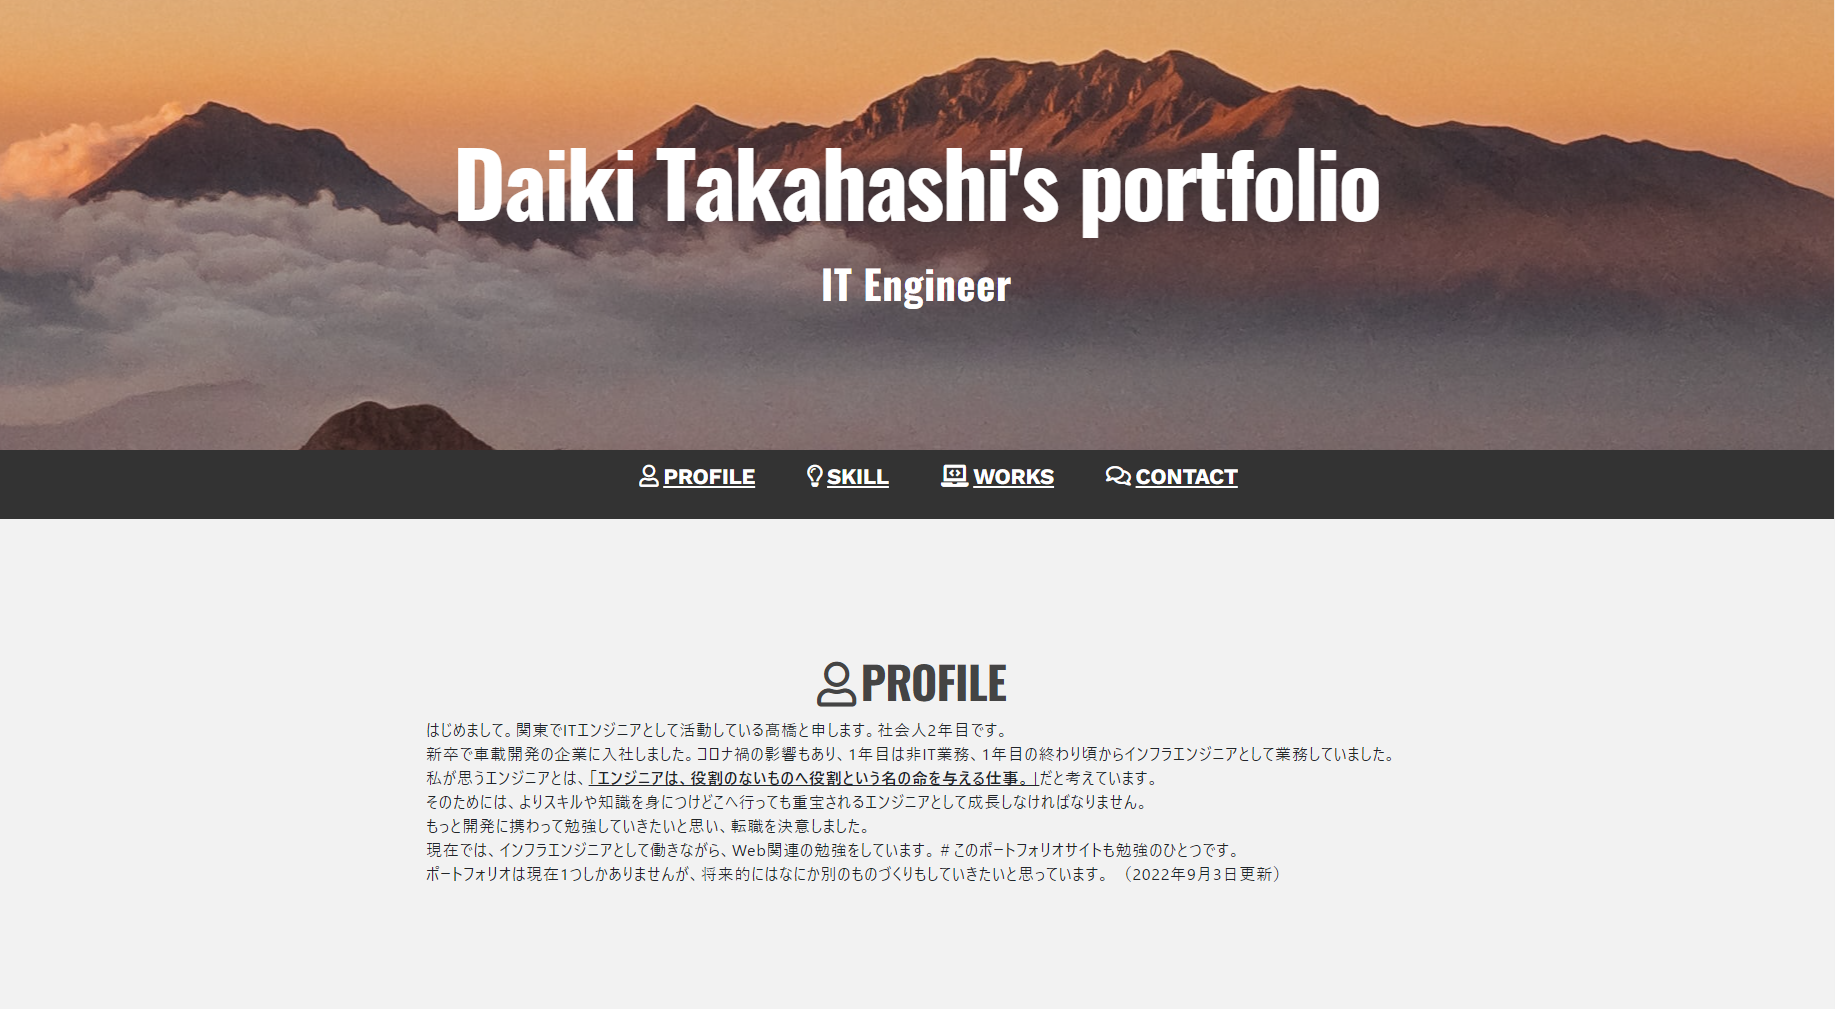 Daiki Takahashi's portfolio
IT Engineer
PROFILE SKILL WORKS CONTACT
PROFILE
はじめまして。関東でITエンジニアとして活動している髙橋と申します。社会人2年目です。
新卒で車載開発の企業に入社しました。コロナ禍の影響もあり、1年目は非IT業務、1年目の終わり頃からインフラエンジニアとして業務していました。
私が思うエンジニアとは、「エンジニアは、役割のないものへ役割という名の命を与える仕事。」だと考えています。
そのためには、よりスキルや知識を身につけどこへ行っても重宝されるエンジニアとして成長しなければなりません。
もっと開発に携わって勉強していきたいと思い、転職を決意しました。
現在では、インフラエンジニアとして働きながら、Web関連の勉強をしています。# このポートフォリオサイトも勉強のひとつです。
ポートフォリオは現在1つしかありませんが、将来的にはなにか別のものづくりもしていきたいと思っています。 （2022年9月3日更新）